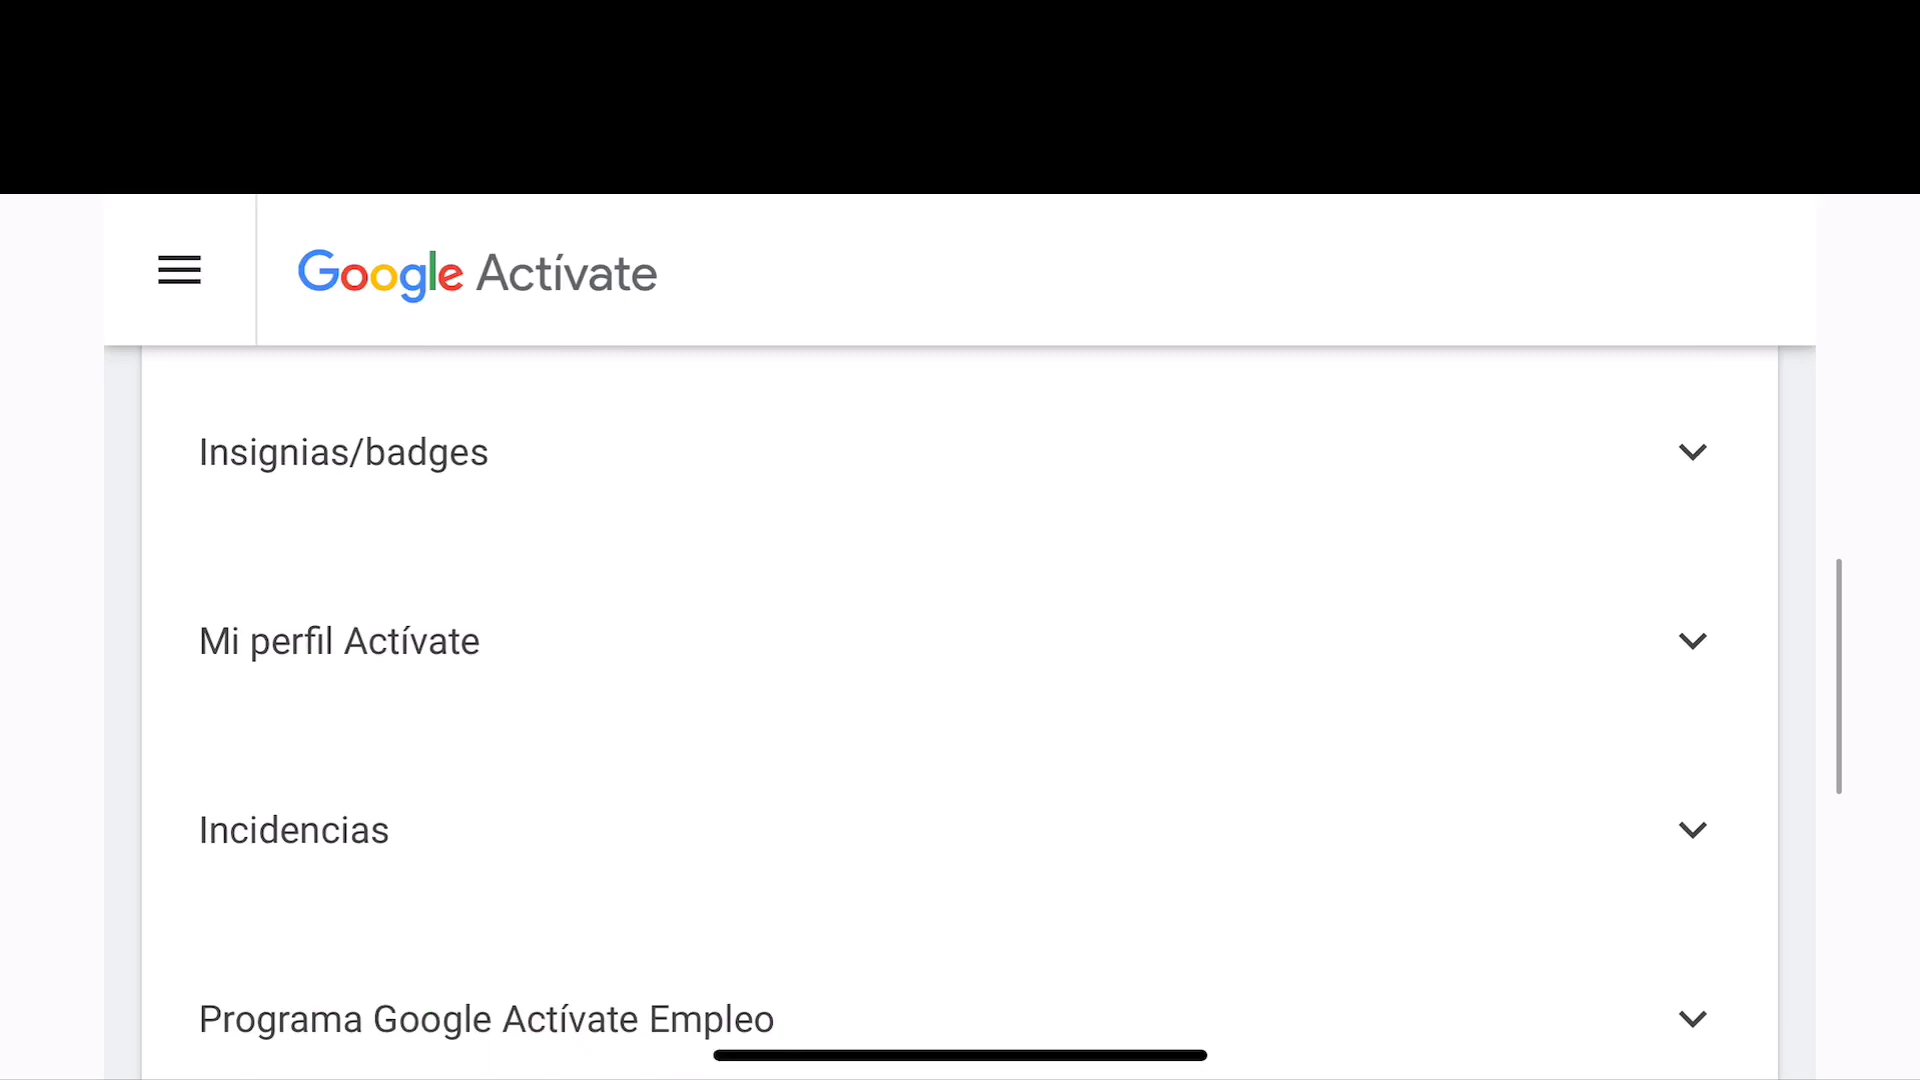 Google Actívate
Insignias/badges
Mi perfil Actívate
Incidencias
Programa Google Actívate Empleo